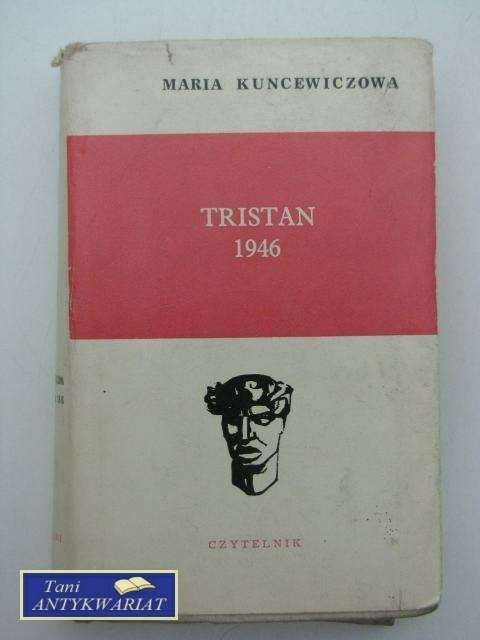 MARIA KUNCEWICZOWA
TRISTAN
1946
CZYTELNIK
Tani
ANTYKWARIAT